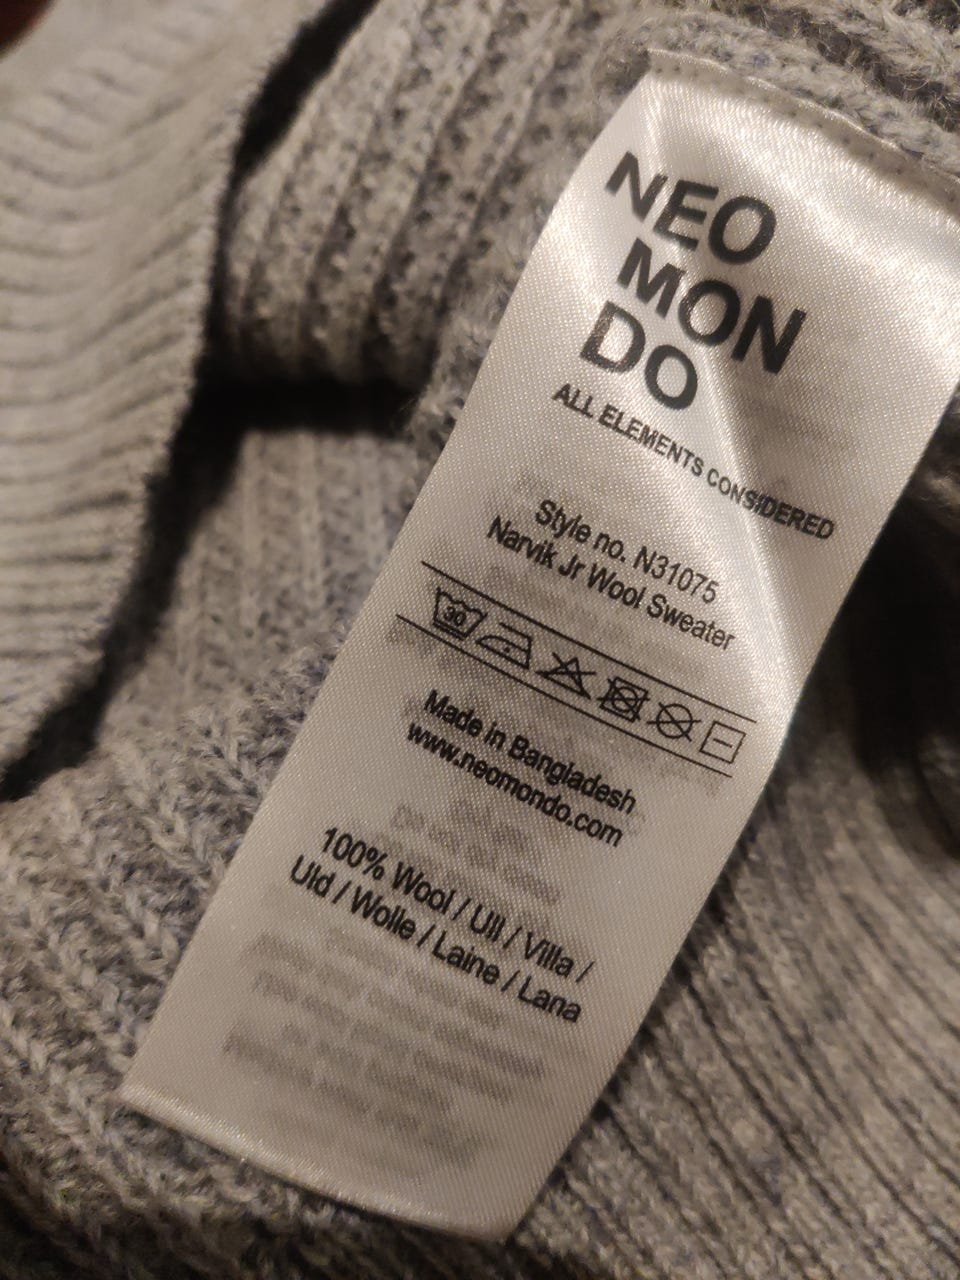 NEO
MON
DO
ALL ELEMENTS CONSIDERED
Style no. N31075
Narvik Jr Wool Sweater
30
Made in Bangladesh
www.neomondo.com
100% Wool / Ull / Villa /
Uld / Wolle / Laine / Lana